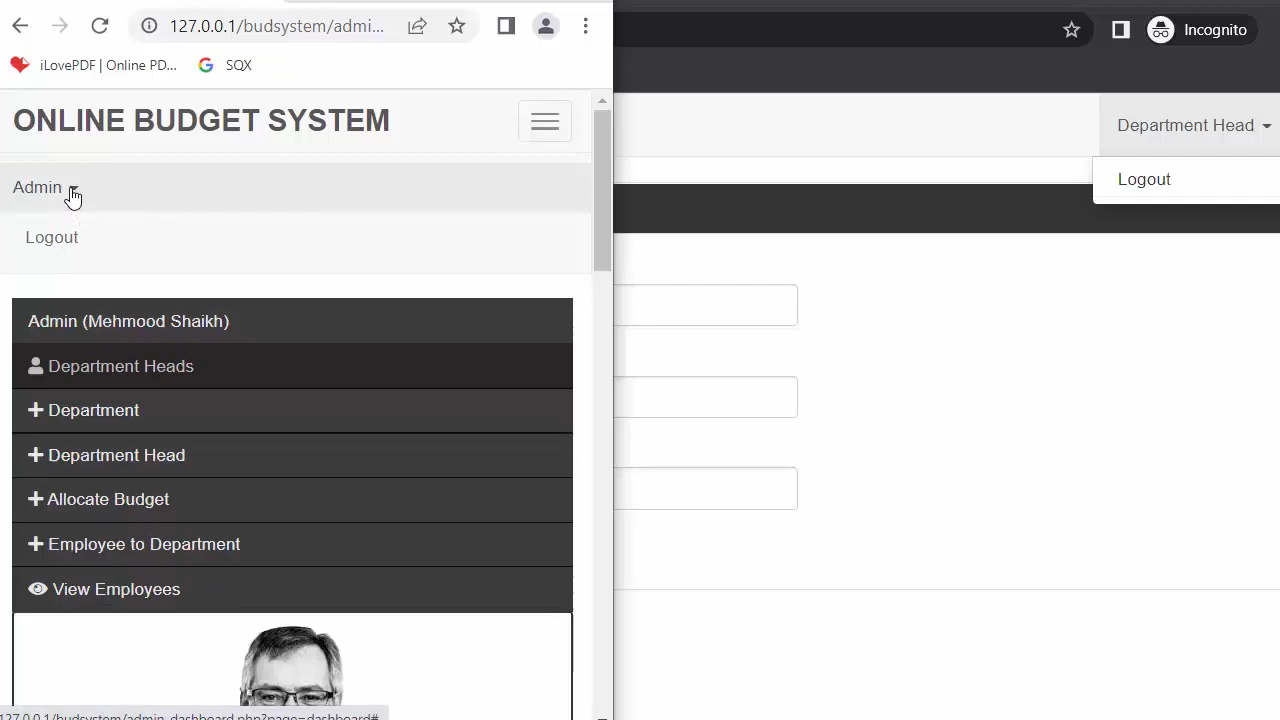 127.0.0.1/budsystem/admi...
iLovePDF | Online PD...
SQX
ONLINE BUDGET SYSTEM
Admin
Logout
Admin (Mehmood Shaikh)
Department Heads
Department
Department Head
Allocate Budget
Employee to Department
View Employees
127.0.0.1/budsystem/admin_dashboard.php?page=dashboard#
Incognito
Department Head
Logout